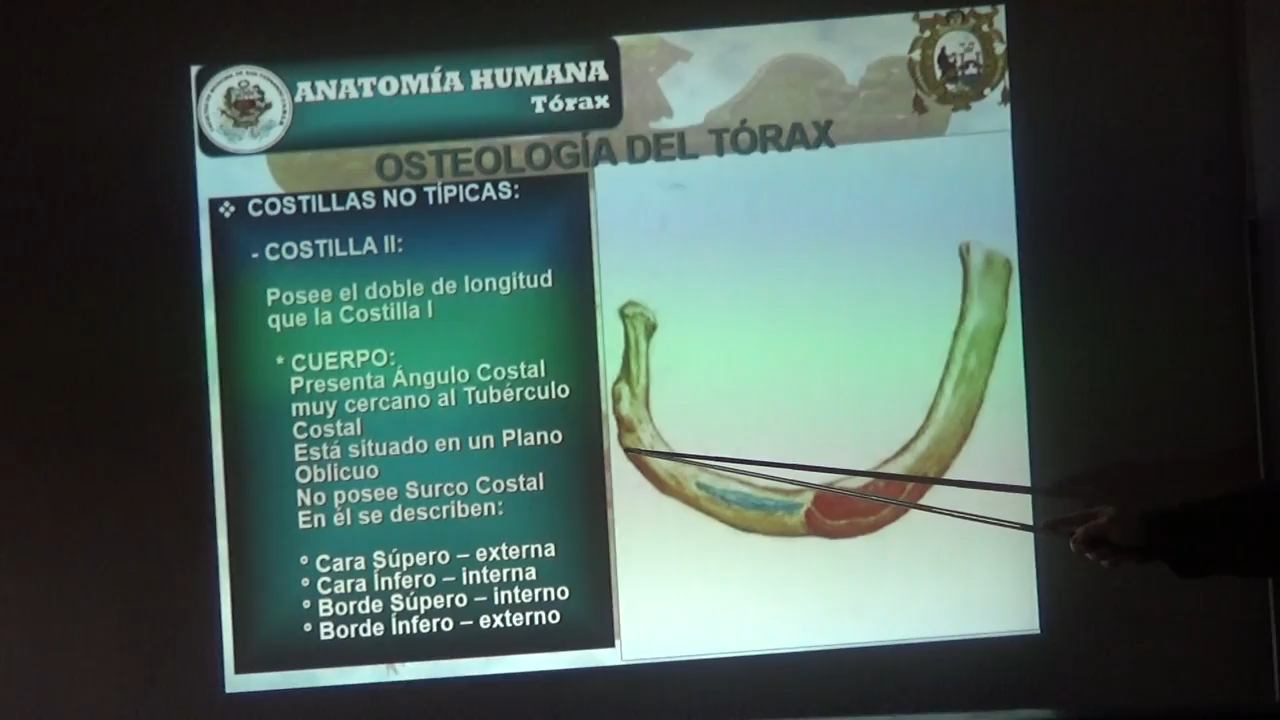 ANATOMÍA HUMANA
Tórax
OSTEOLOGÍA DEL TÓRAX
❖ COSTILLAS NO TÍPICAS:
- COSTILLA II:
Posee el doble de longitud
que la Costilla I
* CUERPO:
Presenta Ángulo Costal
muy cercano al Tubérculo
Costal
Está situado en un Plano
Oblicuo
No posee Surco Costal
En él se describen:
° Cara Súpero – externa
° Cara Ínfero – interna
° Borde Súpero – interno
° Borde Ínfero – externo